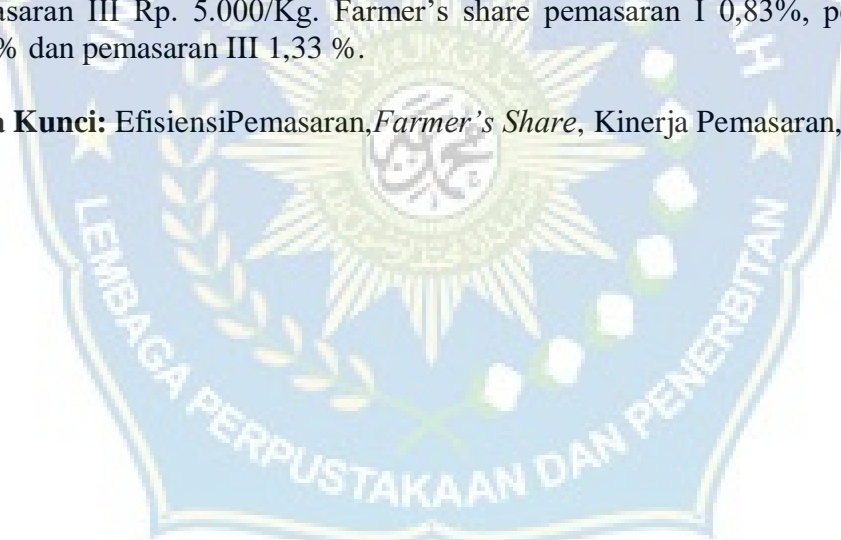 asaran III Rp. 5.000/Kg. Farmer's share pemasaran I 0,83%, pe
% dan pemasaran III 1,33 %.
a Kunci: EfisiensiPemasaran,Farmer's Share, Kinerja Pemasaran,
LEMBAGA PERPUSTAKAAN DAN PENERBITAN